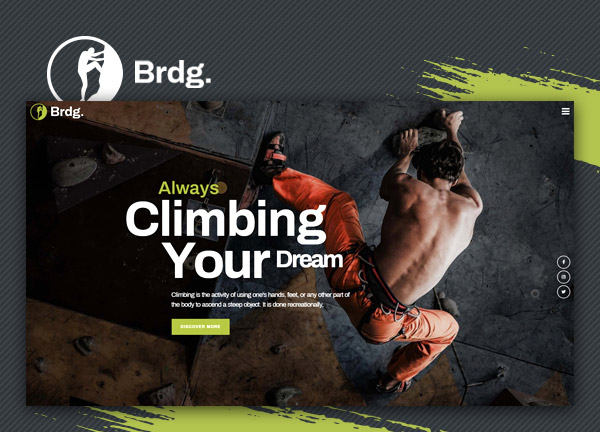 Brdg.
Brdg.
Always
Climbing
Your Dream
Climbing is the activity of using one's hands, feet, or any other part of
the body to ascend a steep object. It is done recreationally.
DISCOVER MORE